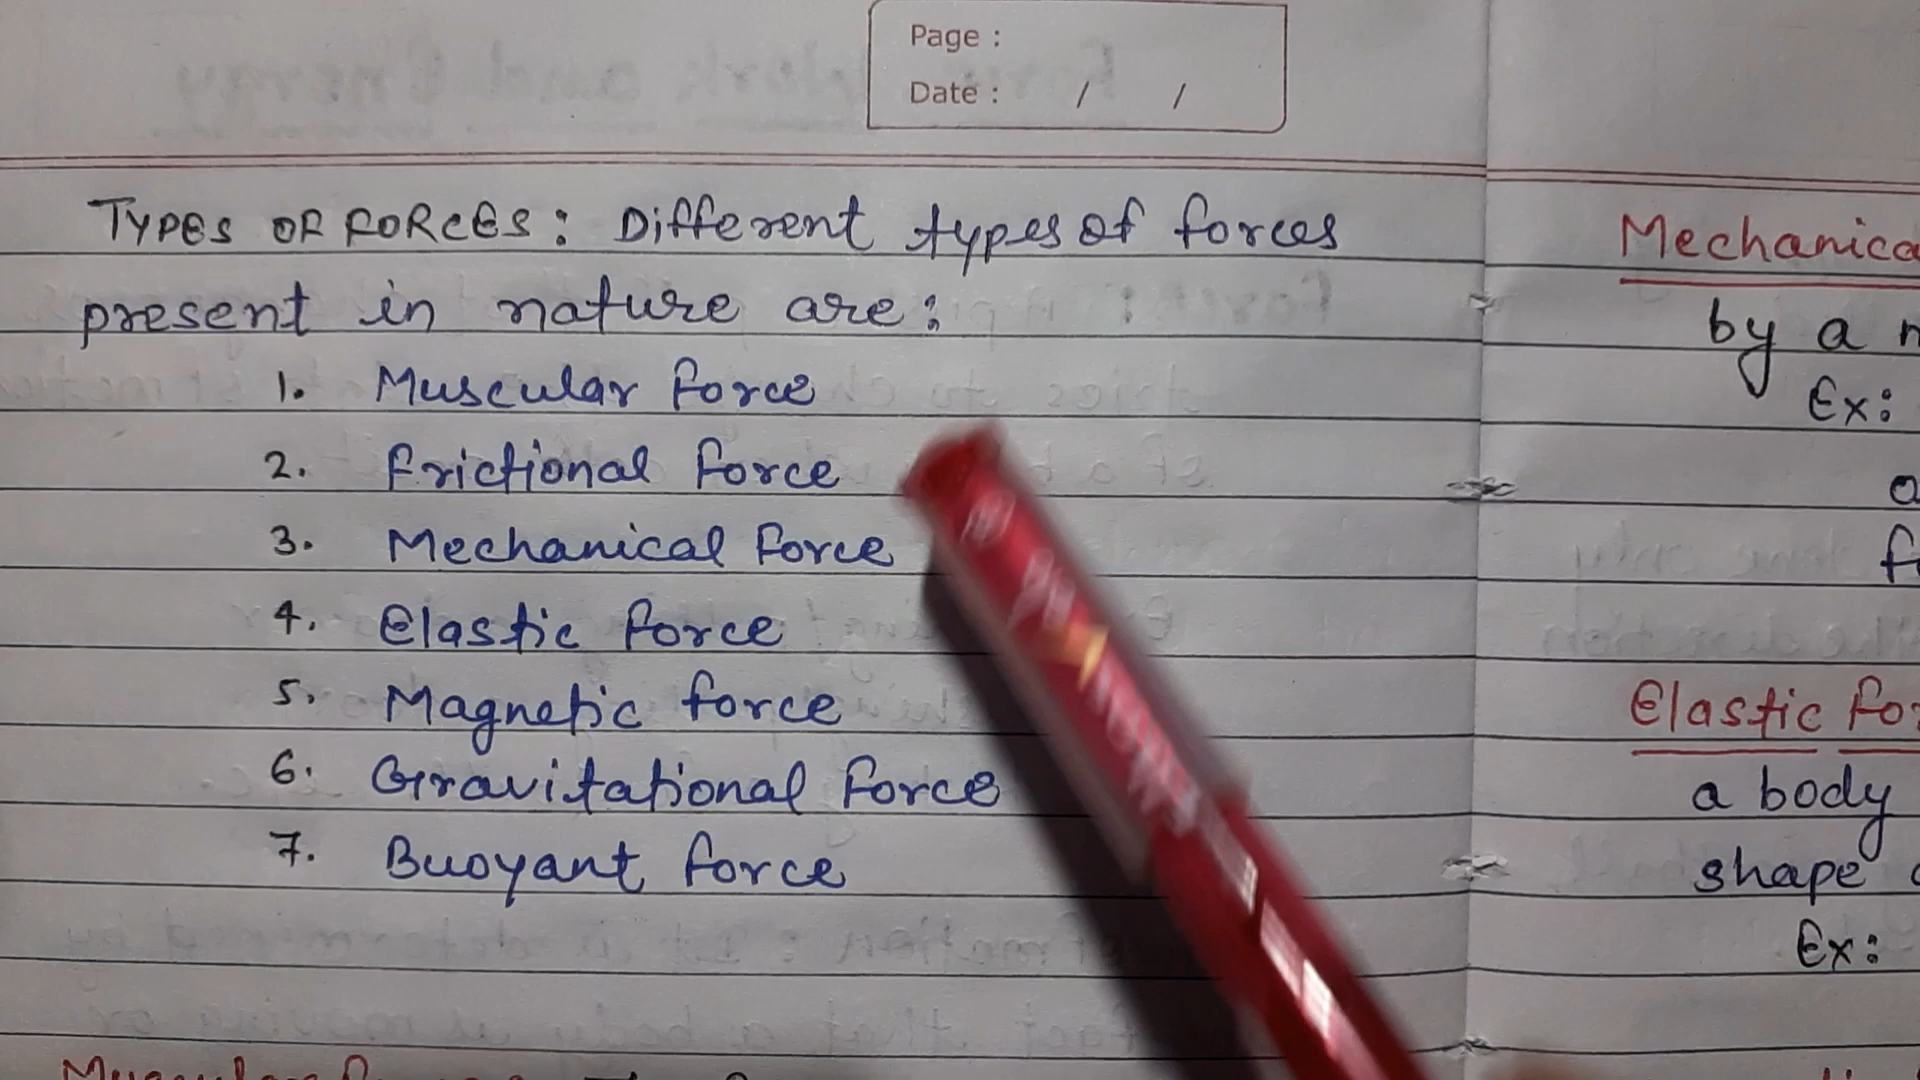 Page :
Date : / /
TYPES OF FORCES: Different types of forces
present in nature are:
1. Muscular force
2. Frictional force
3. Mechanical force
4. Elastic force
5. Magnetic force
6. Gravitational force
7. Buoyant force
Mechanica
by a
Ex:
Elastic
a body
shape
Ex: